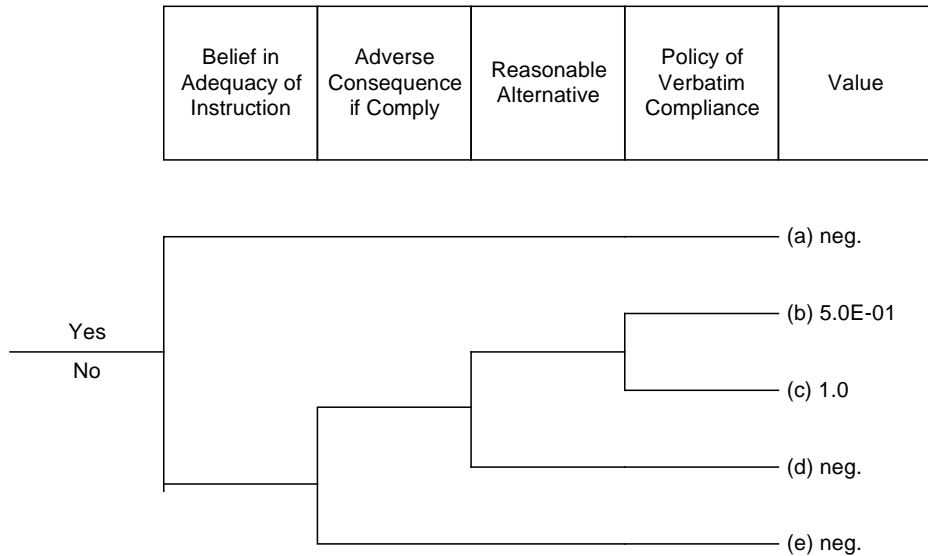 Belief in
Adequacy of
Instruction
Adverse
Consequence
if Comply
Reasonable
Alternative
Policy of
Verbatim
Compliance
Value
(a) neg.
(b) 5.0E-01
Yes
No
(c) 1.0
(d) neg.
(e) neg.